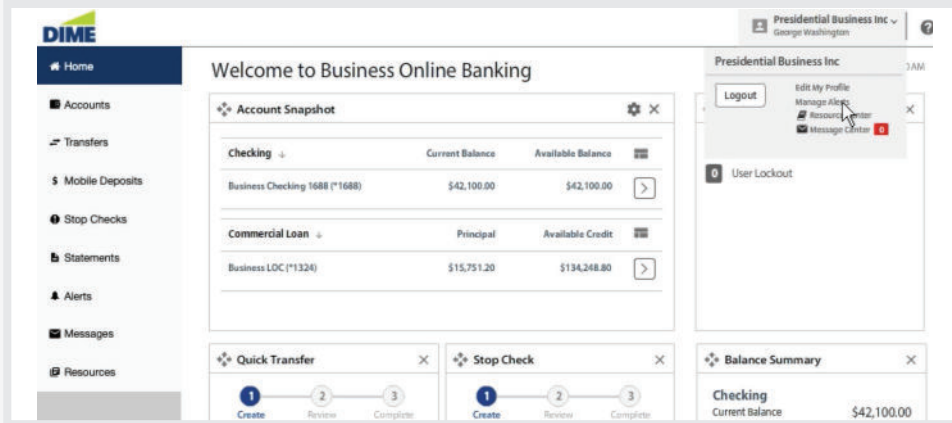 DIME
Presidential Business Inc
George Washington
Home
Accounts
Transfers
$ Mobile Deposits
Stop Checks
Statements
Alerts
Messages
Resources
Welcome to Business Online Banking
AM
Presidential Business Inc
Logout
Edit My Profile
Manage Alerts
Resource Center
Message Center 0
Account Snapshot
Checking Current Balance Available Balance
Business Checking 1688 (*1688) $42,100.00 $42,100.00
Commercial Loan Principal Available Credit
Business LOC (*1324) $15,751.20 $134,248.80
0 User Lockout
Quick Transfer
1 2 3
Create Review Complete
Stop Check
1 2 3
Create Review Complete
Balance Summary
Checking
Current Balance $42,100.00